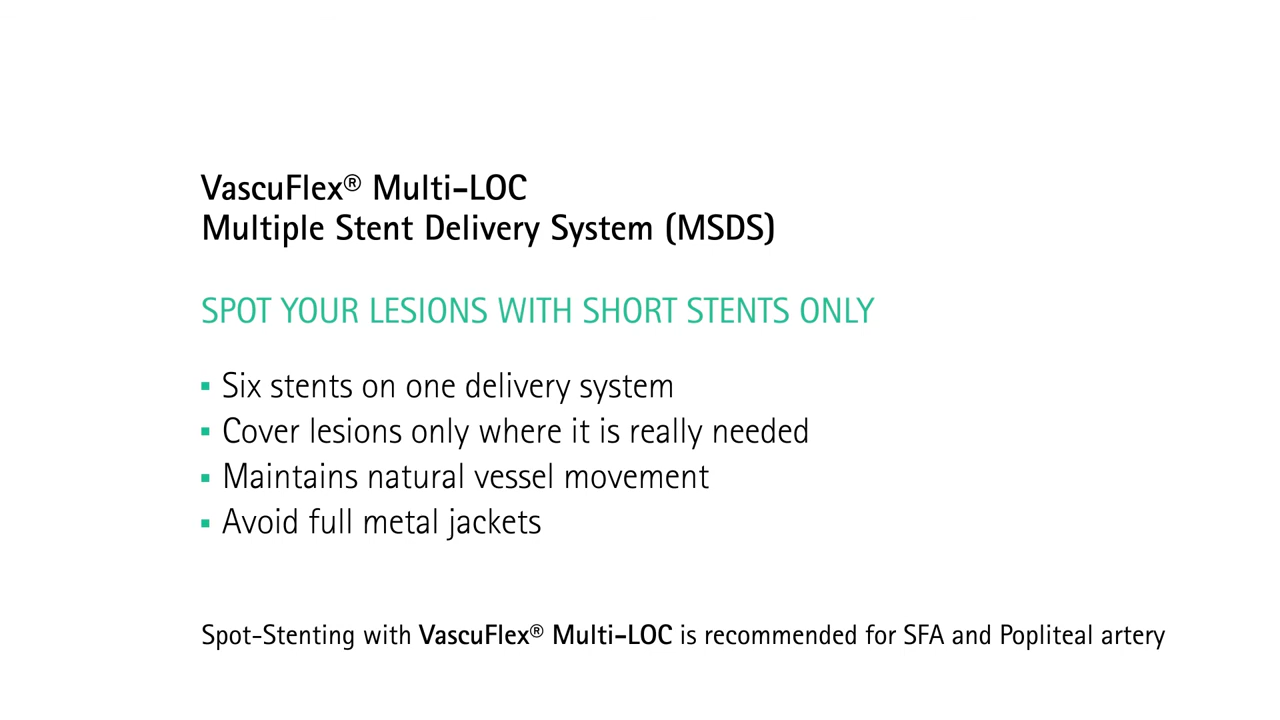 VascuFlex® Multi-LOC
Multiple Stent Delivery System (MSDS)
SPOT YOUR LESIONS WITH SHORT STENTS ONLY
▪ Six stents on one delivery system
▪ Cover lesions only where it is really needed
▪ Maintains natural vessel movement
▪ Avoid full metal jackets
Spot-Stenting with VascuFlex® Multi-LOC is recommended for SFA and Popliteal artery